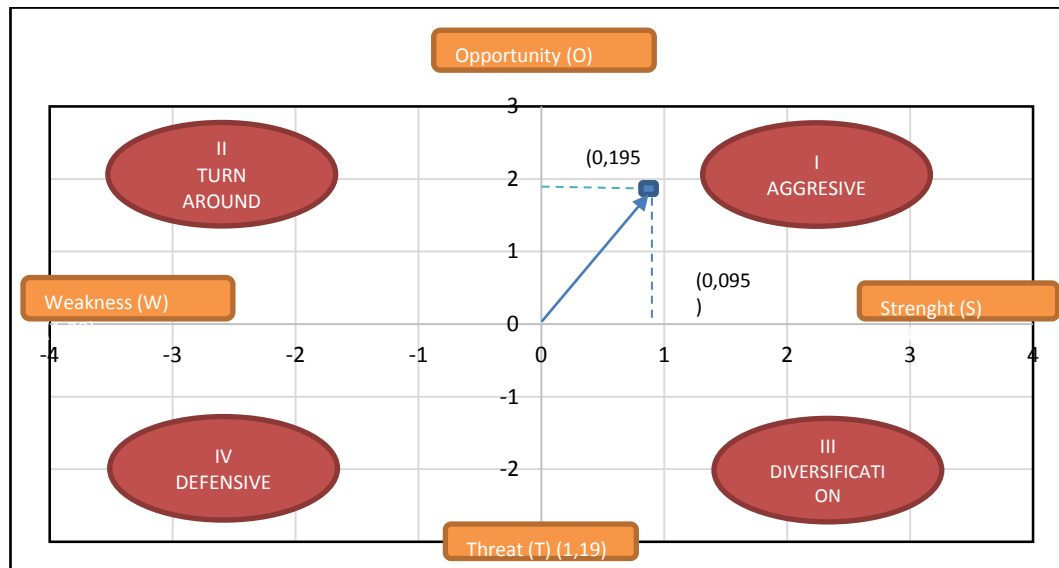 Opportunity (O)
3
II
TURN
AROUND
(0,195
I
AGGRESIVE
2
1
(0,095
)
Weakness (W)
Strenght (S)
0
-4
-3
-2
-1
0
1
2
3
4
-1
IV
DEFENSIVE
-2
III
DIVERSIFICATI
ON
Threat (T) (1,19)